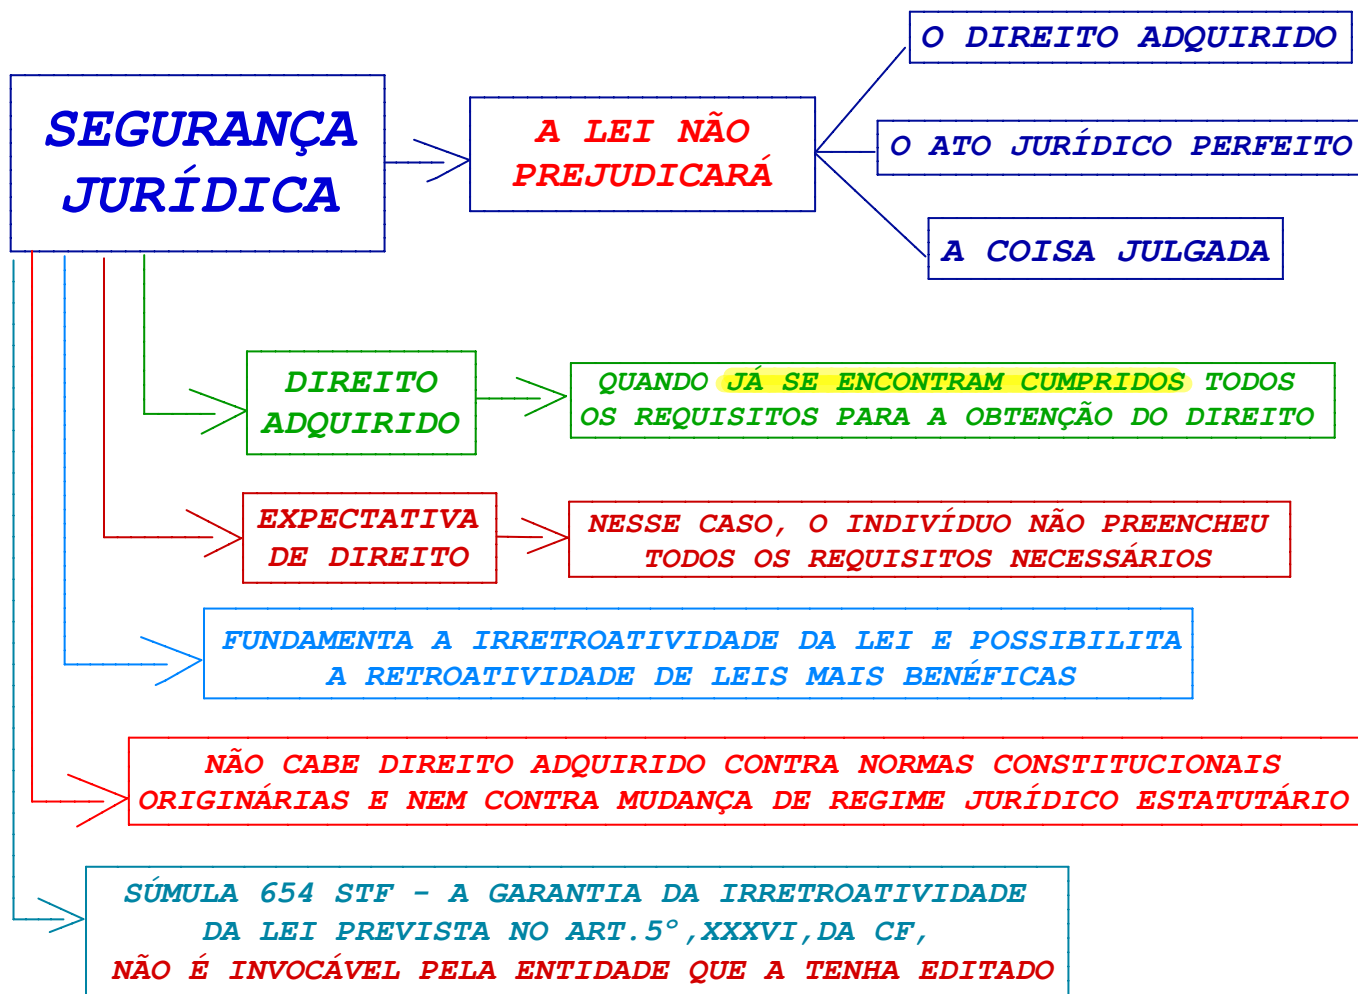 SEGURANÇA
JURÍDICA
A LEI NÃO
PREJUDICARÁ
O DIREITO ADQUIRIDO
O ATO JURÍDICO PERFEITO
A COISA JULGADA
DIREITO
ADQUIRIDO
QUANDO JÁ SE ENCONTRAM CUMPRIDOS TODOS
OS REQUISITOS PARA A OBTENÇÃO DO DIREITO
EXPECTATIVA
DE DIREITO
NESSE CASO, O INDIVÍDUO NÃO PREENCHEU
TODOS OS REQUISITOS NECESSÁRIOS
FUNDAMENTA A IRRETROATIVIDADE DA LEI E POSSIBILITA
A RETROATIVIDADE DE LEIS MAIS BENÉFICAS
NÃO CABE DIREITO ADQUIRIDO CONTRA NORMAS CONSTITUCIONAIS
ORIGINÁRIAS E NEM CONTRA MUDANÇA DE REGIME JURÍDICO ESTATUTÁRIO
SÚMULA 654 STF - A GARANTIA DA IRRETROATIVIDADE
DA LEI PREVISTA NO ART.5º,XXXVI,DA CF,
NÃO É INVOCÁVEL PELA ENTIDADE QUE A TENHA EDITADO